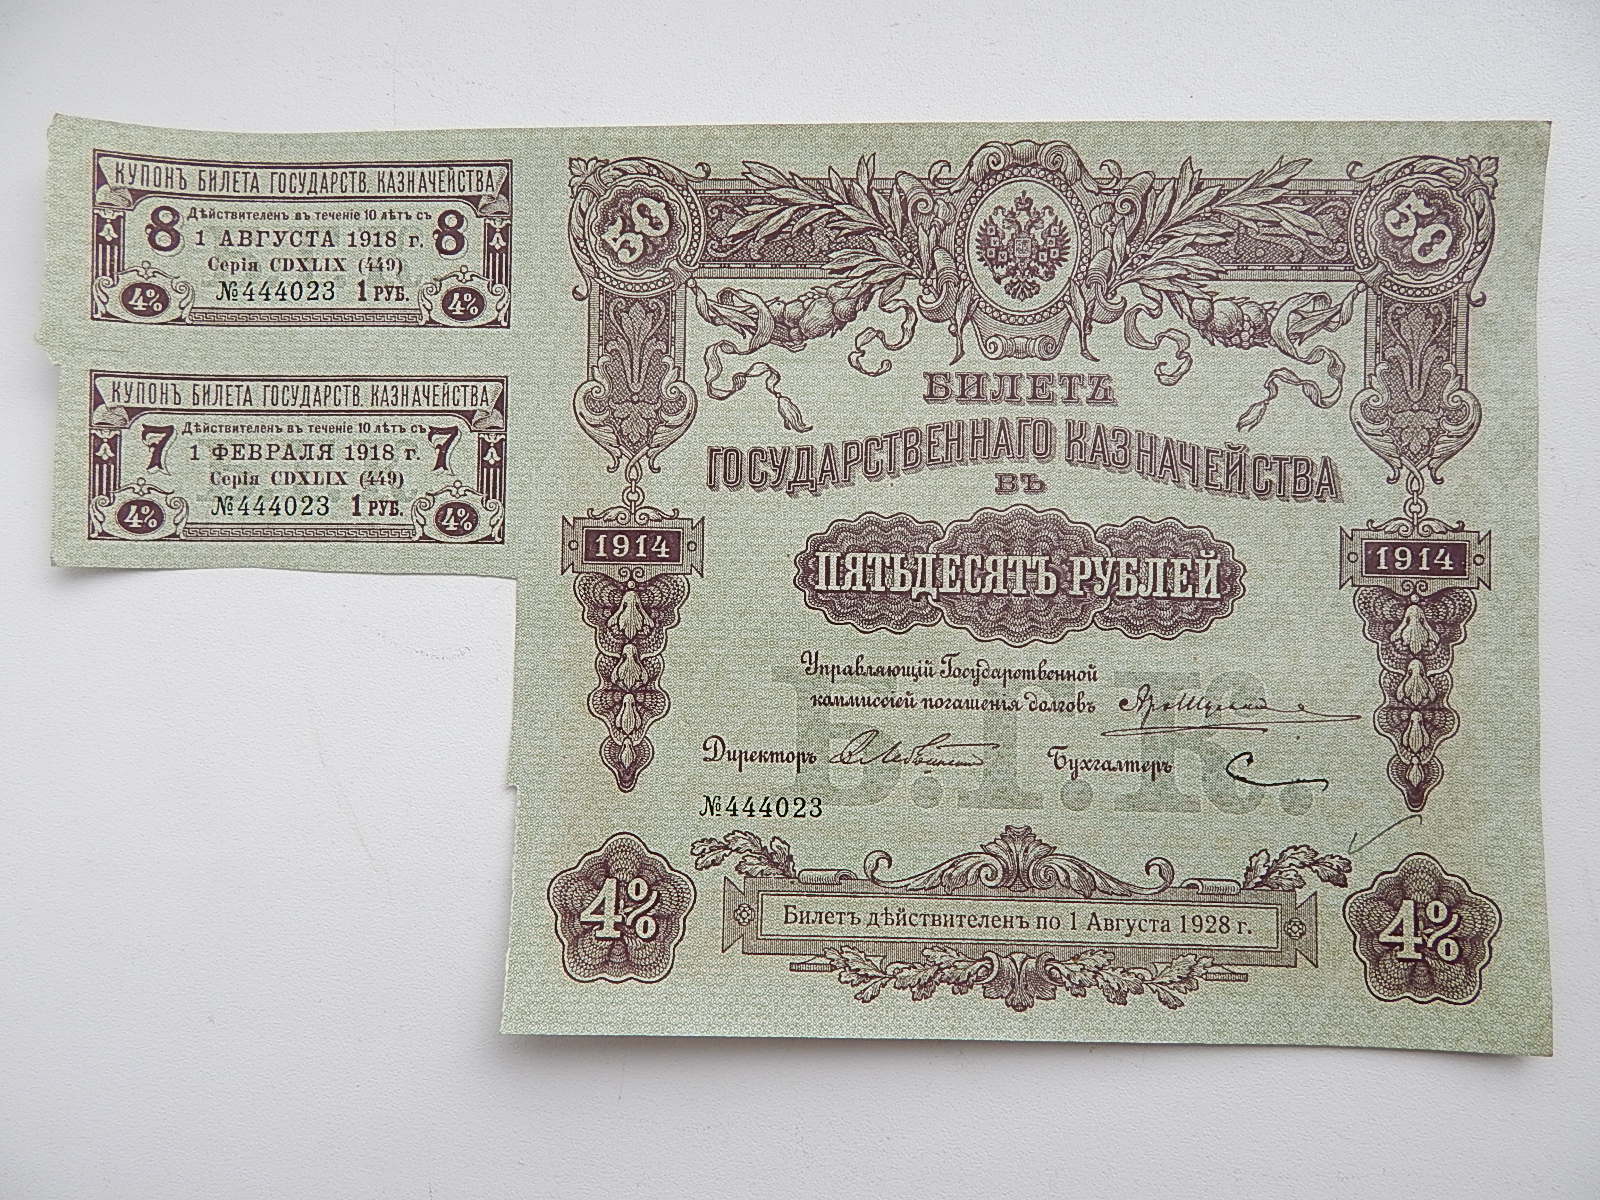 КУПОНЪ БИЛЕТА ГОСУДАРСТВ. КАЗНАЧЕЙСТВА
Дѣйствителенъ въ теченіе 10 лѣтъ съ
8 1 АВГУСТА 1918 г. 8
Серія CDXLIX (449)
№444023 1 РУБ.
4% 4%
КУПОНЪ БИЛЕТА ГОСУДАРСТВ. КАЗНАЧЕЙСТВА
Дѣйствителенъ въ теченіе 10 лѣтъ съ
7 1 ФЕВРАЛЯ 1918 г. 7
Серія CDXLIX (449)
№444023 1 РУБ.
4% 4%
50 50
БИЛЕТЪ
ГОСУДАРСТВЕННАГО КАЗНАЧЕЙСТВА
ВЪ
1914 1914
ПЯТЬДЕСЯТЪ РУБЛЕЙ
Управляющій Государственной
коммиссіей погашенія долговъ
Директоръ Бухгалтеръ
Б.Г.К.
№444023
4% 4%
Билетъ дѣйствителенъ по 1 Августа 1928 г.